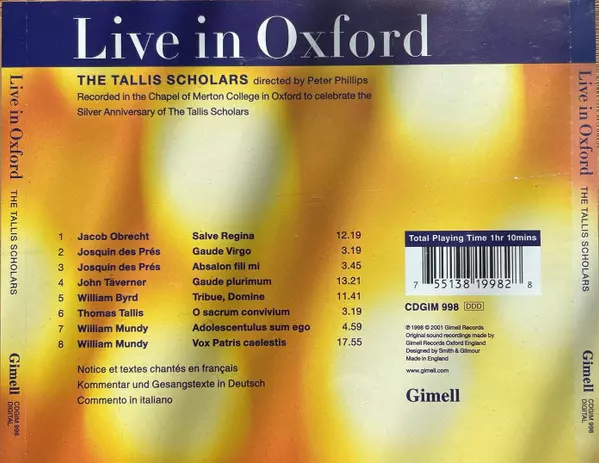 Live in Oxford
THE TALLIS SCHOLARS directed by Peter Phillips
Recorded in the Chapel of Merton College in Oxford to celebrate the
Silver Anniversary of The Tallis Scholars
1 Jacob Obrecht Salve Regina 12.19
2 Josquin des Prés Gaude Virgo 3.19
3 Josquin des Prés Absalon fili mi 3.45
4 John Taverner Gaude plurimum 13.21
5 William Byrd Tribue, Domine 11.41
6 Thomas Tallis O sacrum convivium 3.19
7 William Mundy Adolescentulus sum ego 4.59
8 William Mundy Vox Patris caelestis 17.55
Notice et textes chantés en français
Kommentar und Gesangstexte in Deutsch
Commento in italiano
Total Playing Time 1hr 10mins
7 55138 19982 8
CDGIM 998 DDD
℗ 1998 © 2001 Gimell Records
Original sound recordings made by
Gimell Records Oxford England
Designed by Smith & Gilmour
Made in England
www.gimell.com
Gimell
Live in Oxford THE TALLIS SCHOLARS Gimell CDGIM 998 DIGITAL
Live in Oxford THE TALLIS SCHOLARS Gimell CDGIM 998 DIGITAL